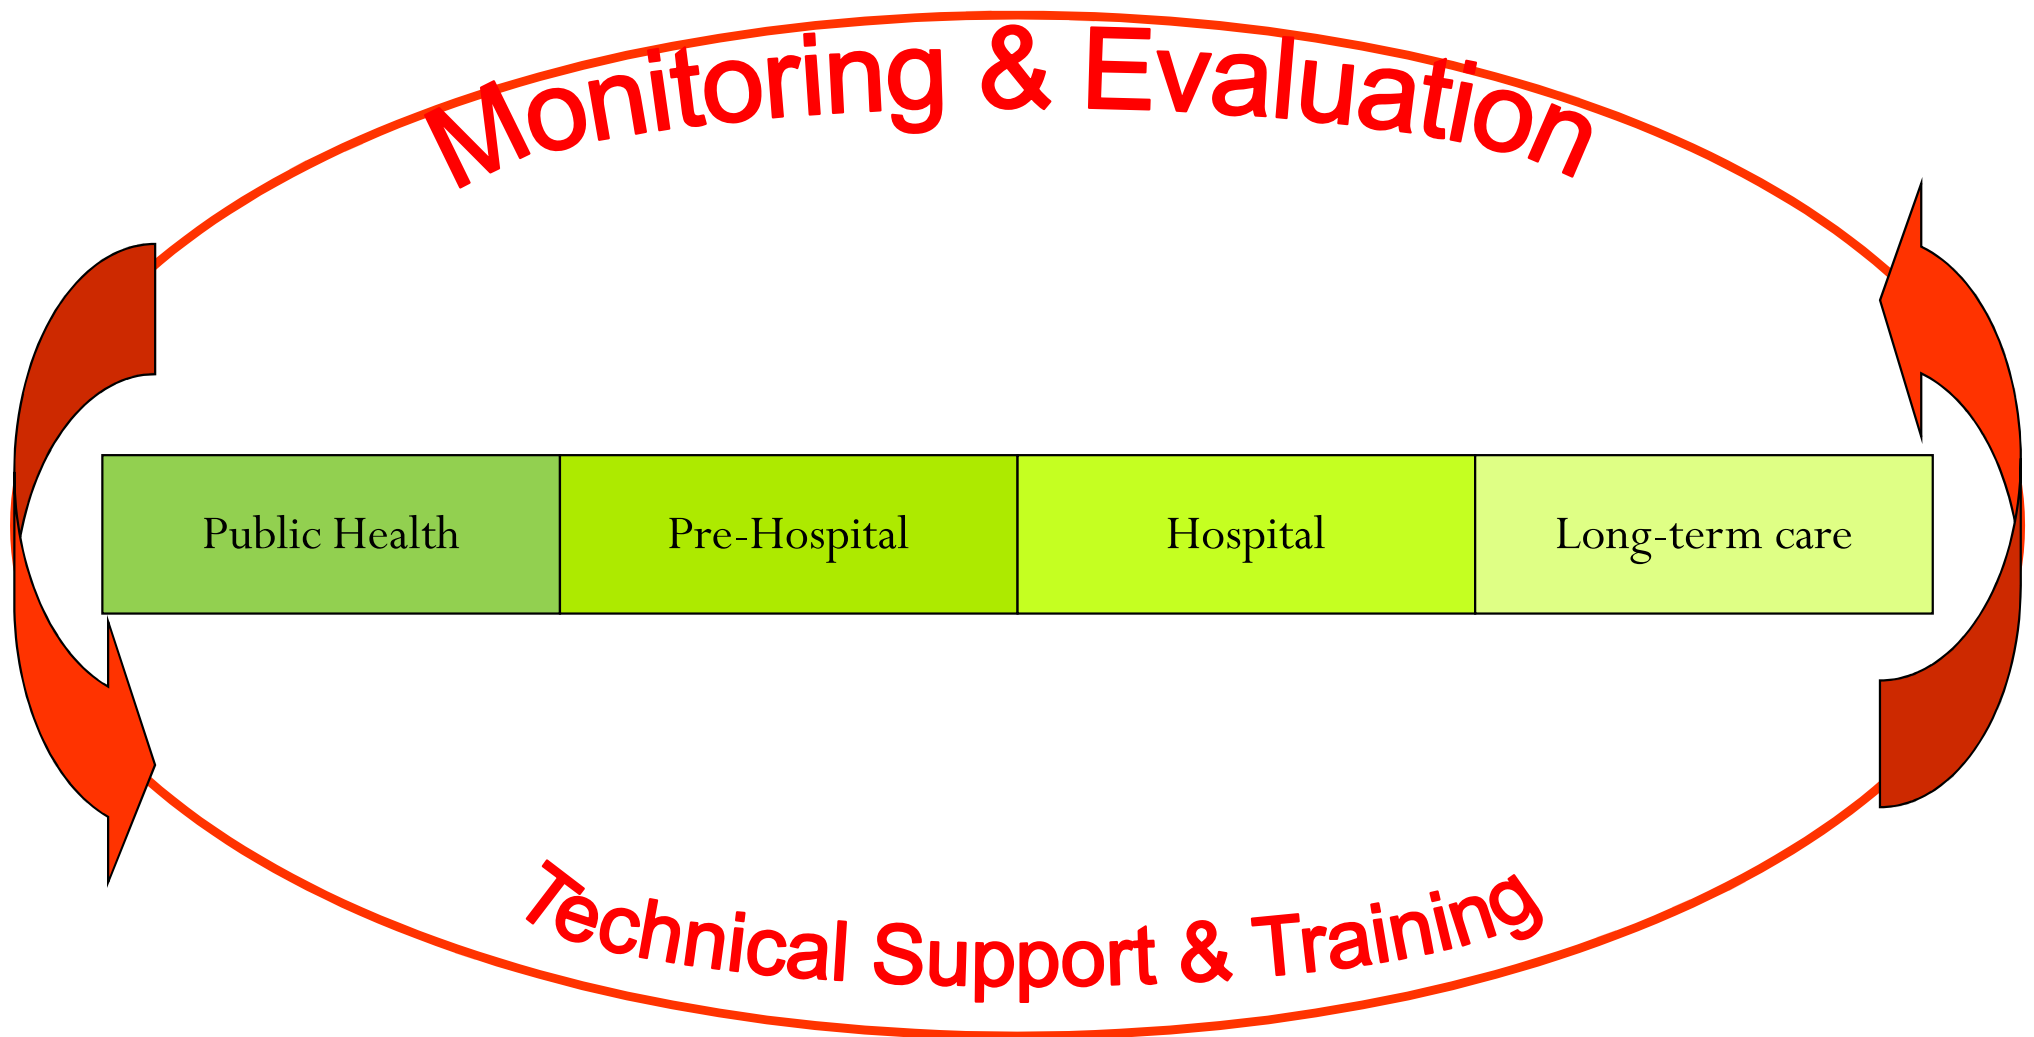 Monitoring & Evaluation
Public Health
Pre-Hospital
Hospital
Long-term care
Technical Support & Training